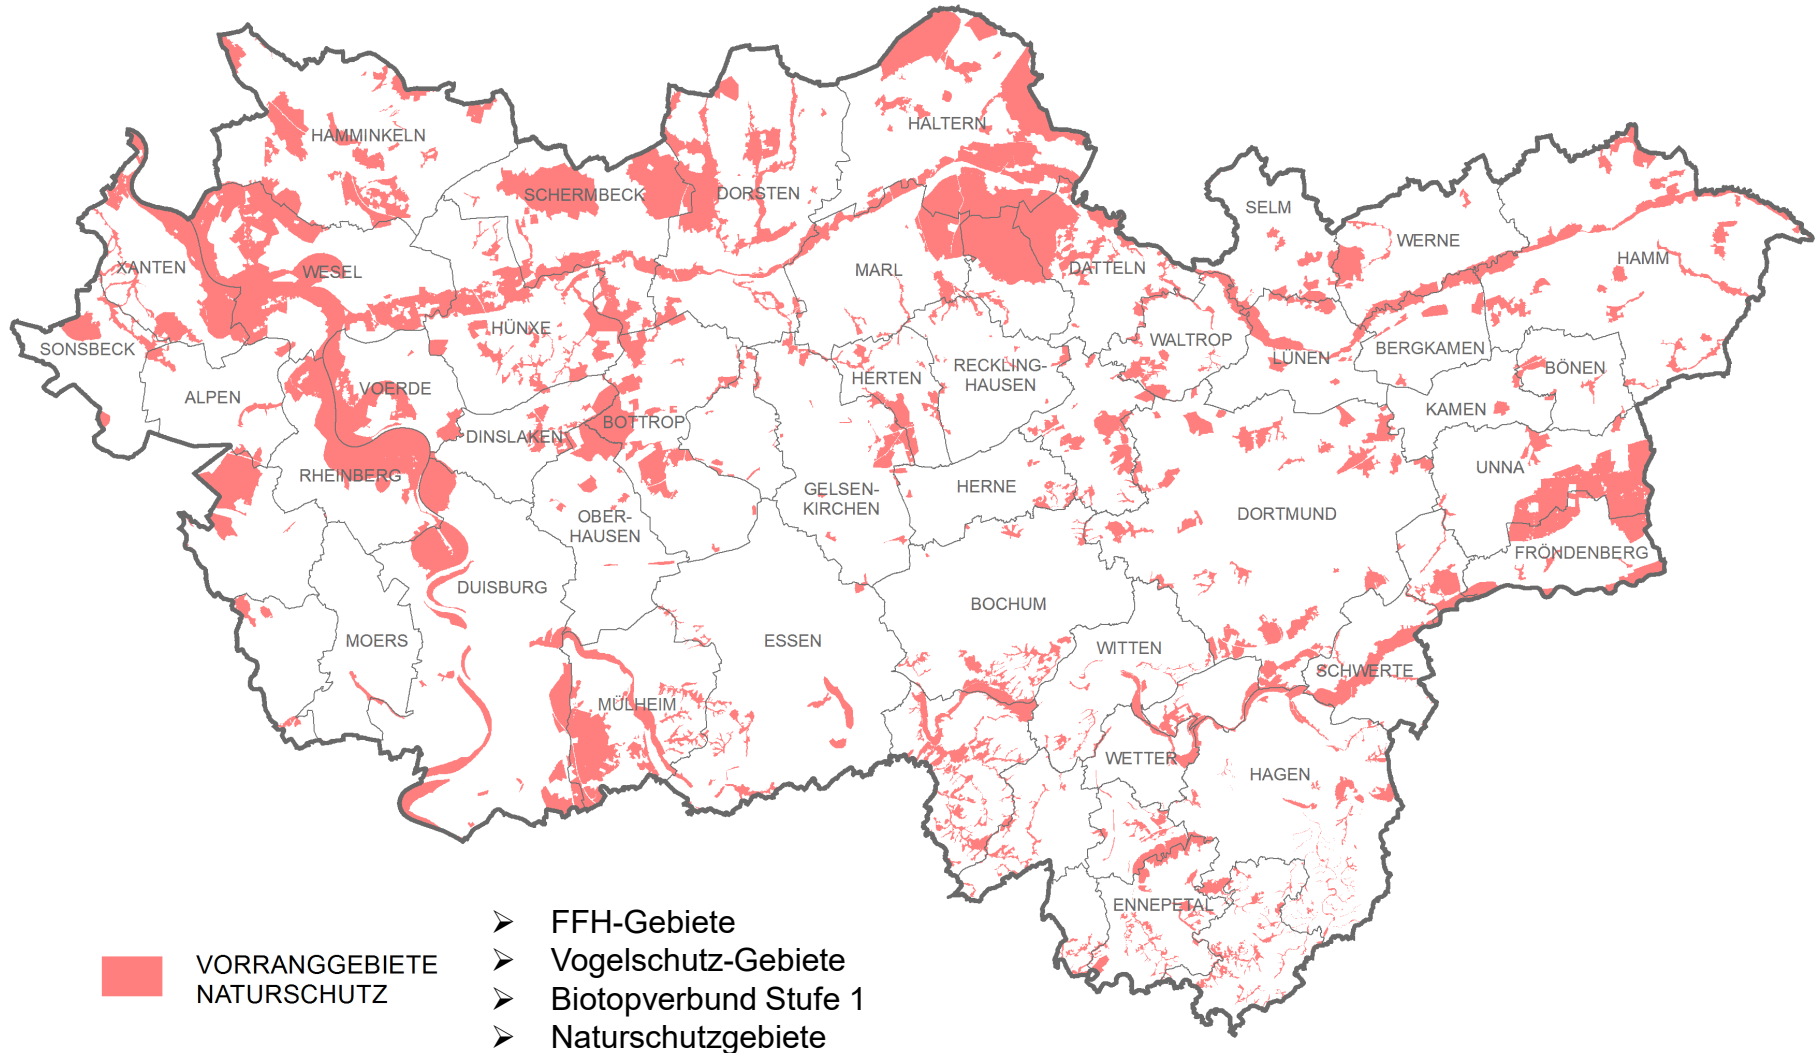 HAMMINKELN
HALTERN
SCHERMBECK
DORSTEN
SELM
WERNE
XANTEN
WESEL
MARL
DATTELN
HAMM
HÜNXE
WALTROP
LÜNEN
BERGKAMEN
SONSBECK
BÖNEN
RECKLING-
HAUSEN
HERTEN
ALPEN
VOERDE
KAMEN
DINSLAKEN
BOTTROP
UNNA
RHEINBERG
HERNE
GELSEN-
KIRCHEN
DORTMUND
OBER-
HAUSEN
FRÖNDENBERG
DUISBURG
BOCHUM
MOERS
ESSEN
WITTEN
SCHWERTE
MÜLHEIM
WETTER
HAGEN
ENNEPETAL
VORRANGGEBIETE
NATURSCHUTZ
➢ FFH-Gebiete
➢ Vogelschutz-Gebiete
➢ Biotopverbund Stufe 1
➢ Naturschutzgebiete